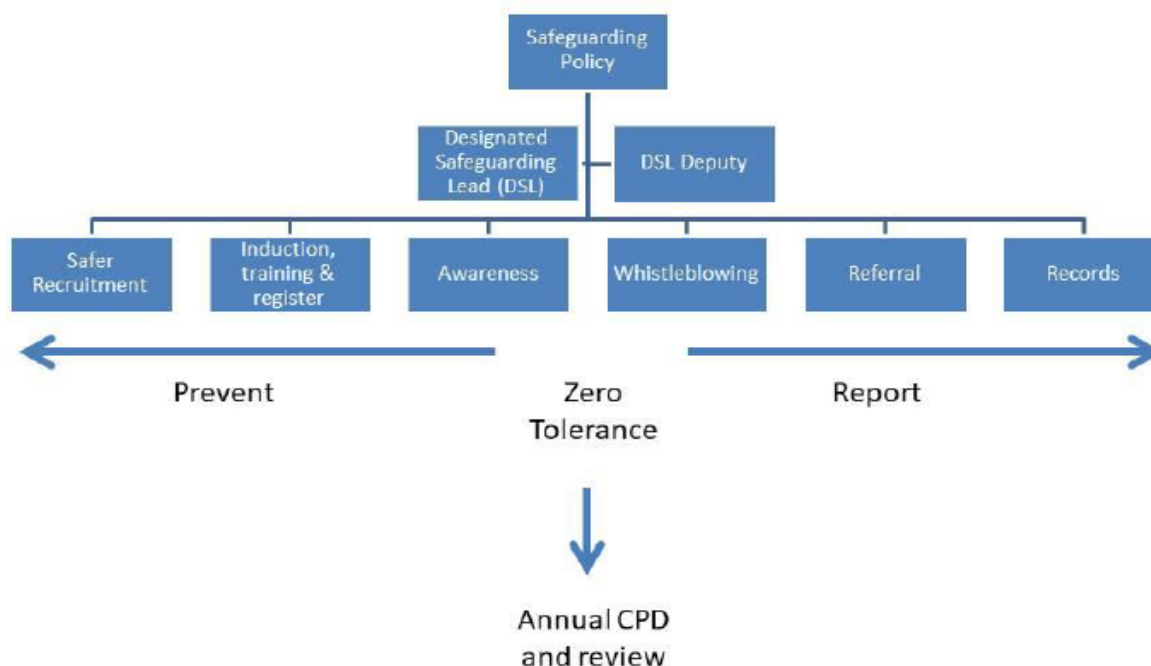 Safeguarding
Policy
Designated
Safeguarding
Lead (DSL)
DSL Deputy
Safer
Recruitment
Induction,
training &
register
Awareness
Whistleblowing
Referral
Records
Prevent
Zero
Tolerance
Report
Annual CPD
and review